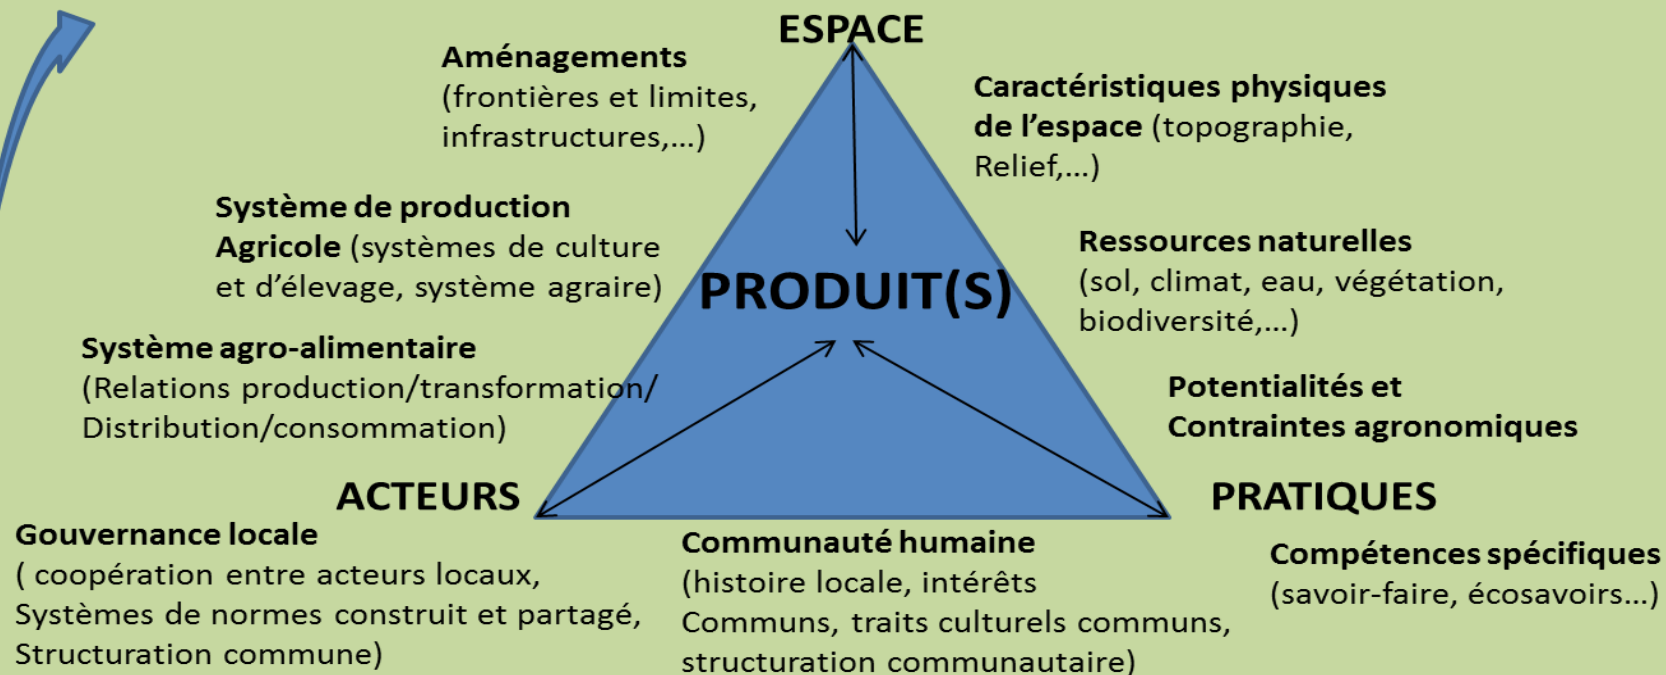 ESPACE
Aménagements
(frontières et limites,
infrastructures,...)
Caractéristiques physiques
de l'espace (topographie,
Relief,...)
Système de production
Agricole (systèmes de culture
et d'élevage, système agraire)
Ressources naturelles
(sol, climat, eau, végétation,
biodiversité,...)
PRODUIT(S)
Système agro-alimentaire
(Relations production/transformation/
Distribution/consommation)
Potentialités et
Contraintes agronomiques
ACTEURS
PRATIQUES
Gouvernance locale
( coopération entre acteurs locaux,
Systèmes de normes construit et partagé,
Structuration commune)
Communauté humaine
(histoire locale, intérêts
Communs, traits culturels communs,
structuration communautaire)
Compétences spécifiques
(savoir-faire, écosavoirs...)